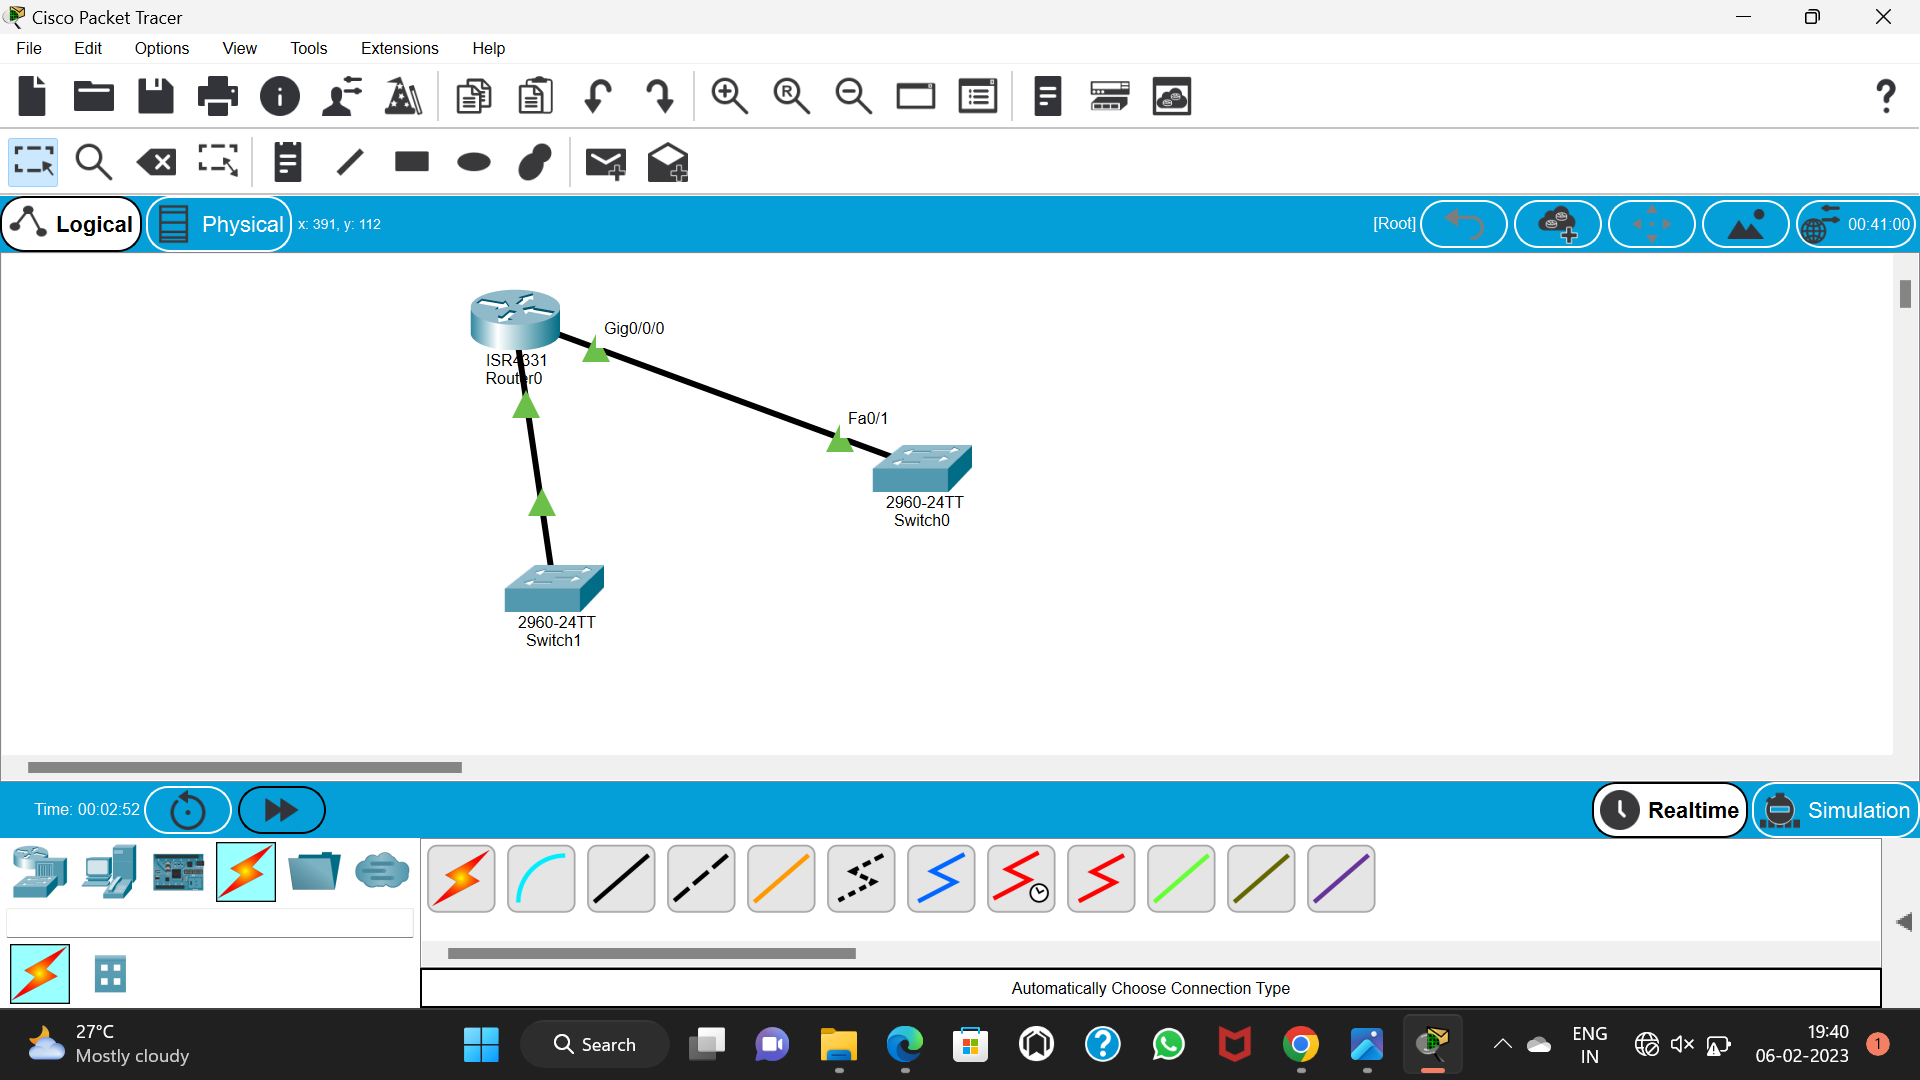 Cisco Packet Tracer
File Edit Options View Tools Extensions Help
Logical Physical x: 391, y: 112 [Root] 00:41:00
Gig0/0/0
ISR4331
Router0
Fa0/1
2960-24TT
Switch0
2960-24TT
Switch1
Time: 00:02:52 Realtime Simulation
Automatically Choose Connection Type
27°C
Mostly cloudy
Search
ENG
IN
19:40
06-02-2023
1